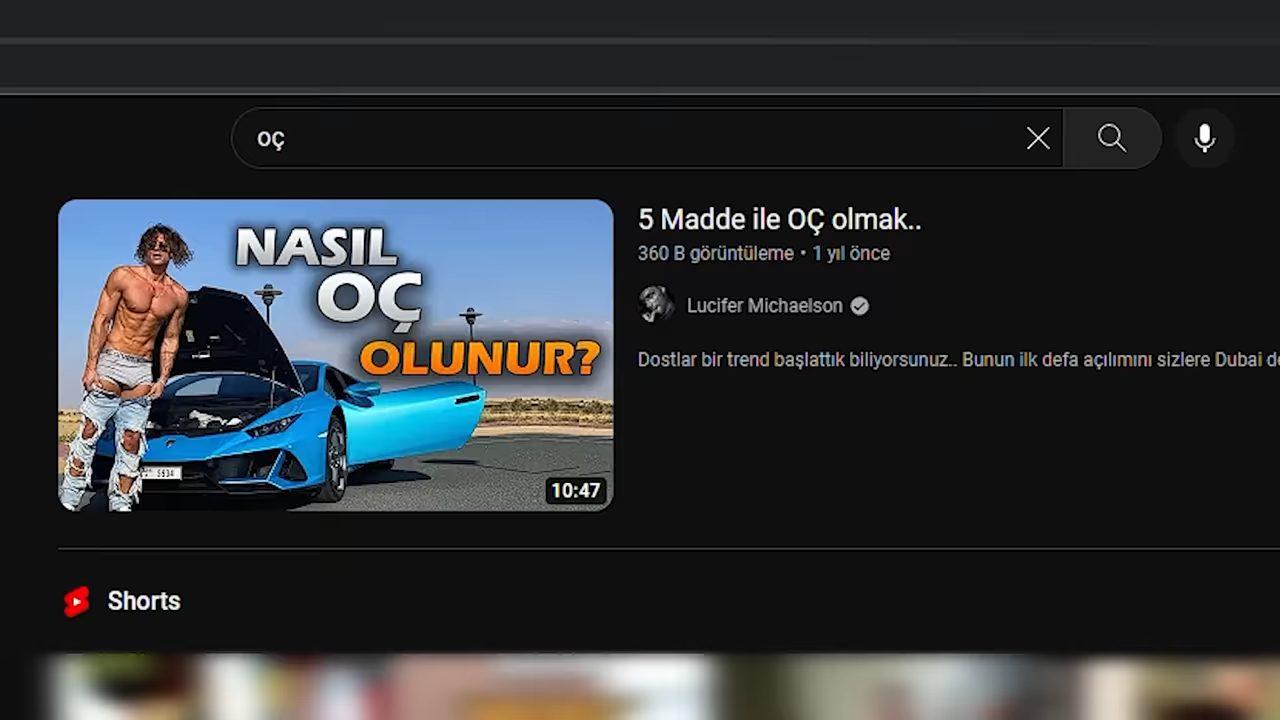 oç
NASIL
OÇ
OLUNUR?
10:47
5 Madde ile OÇ olmak..
360 B görüntüleme • 1 yıl önce
Lucifer Michaelson
Dostlar bir trend başlattık biliyorsunuz.. Bunun ilk defa açılımını sizlere Dubai
Shorts